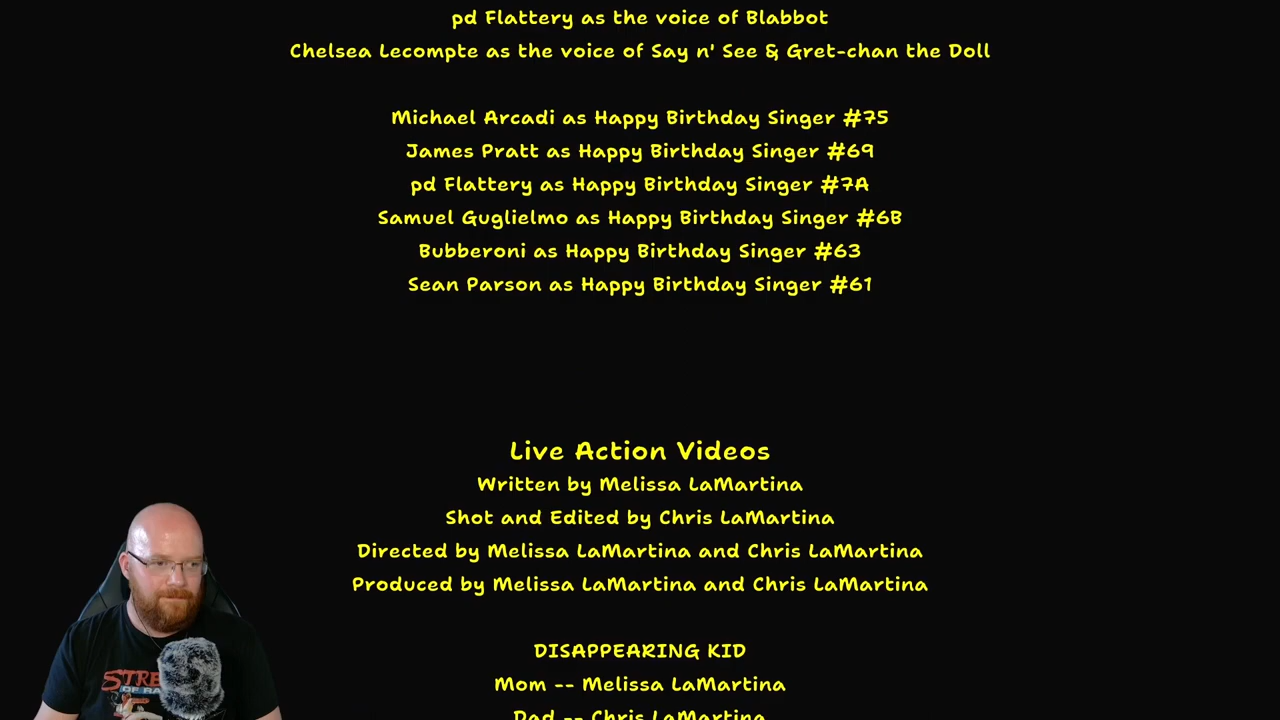 pd Flattery as the voice of Blabbot
Chelsea Lecompte as the voice of Say n' See & Gret-chan the Doll
Michael Arcadi as Happy Birthday Singer #75
James Pratt as Happy Birthday Singer #69
pd Flattery as Happy Birthday Singer #7A
Samuel Guglielmo as Happy Birthday Singer #6B
Bubberoni as Happy Birthday Singer #63
Sean Parson as Happy Birthday Singer #61
Live Action Videos
Written by Melissa LaMartina
Shot and Edited by Chris LaMartina
Directed by Melissa LaMartina and Chris LaMartina
Produced by Melissa LaMartina and Chris LaMartina
DISAPPEARING KID
Mom -- Melissa LaMartina
Dad -- Chris LaMartina
OF